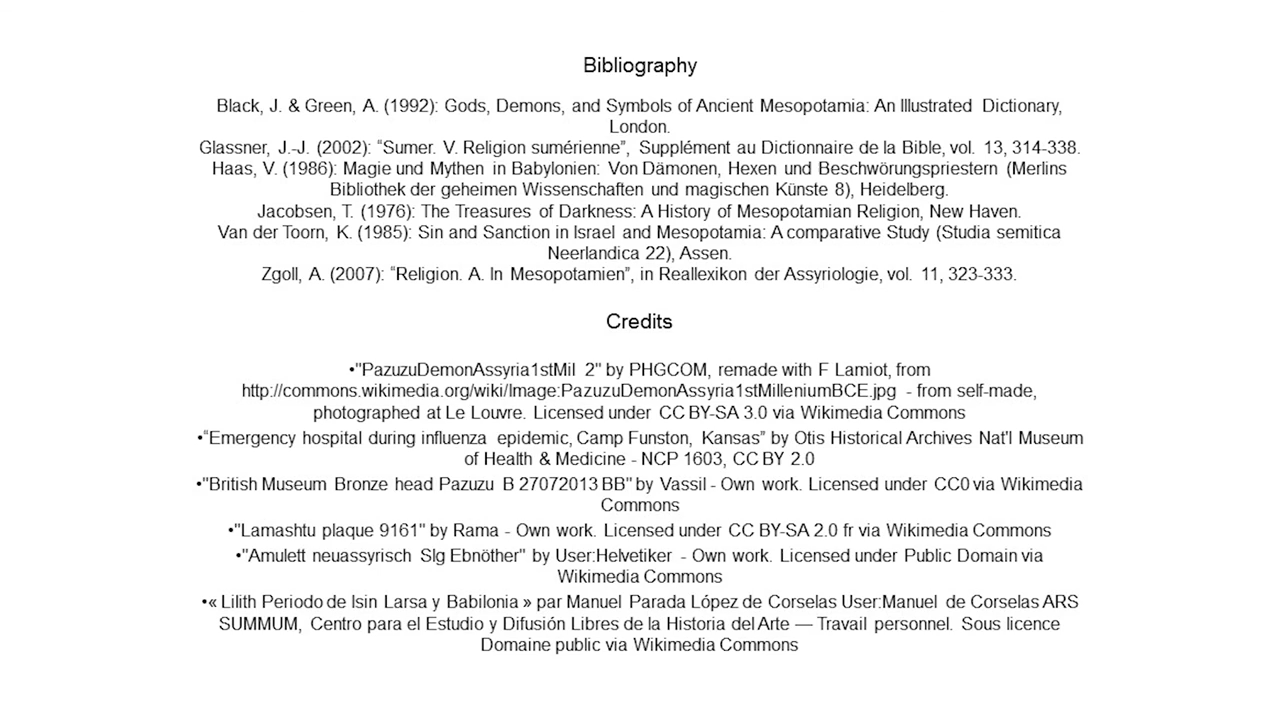 Bibliography
Black, J. & Green, A. (1992): Gods, Demons, and Symbols of Ancient Mesopotamia: An Illustrated Dictionary,
London.
Glassner, J.-J. (2002): “Sumer. V. Religion sumérienne”, Supplément au Dictionnaire de la Bible, vol. 13, 314-338.
Haas, V. (1986): Magie und Mythen in Babylonien: Von Dämonen, Hexen und Beschwörungspriestern (Merlins
Bibliothek der geheimen Wissenschaften und magischen Künste 8), Heidelberg.
Jacobsen, T. (1976): The Treasures of Darkness: A History of Mesopotamian Religion, New Haven.
Van der Toorn, K. (1985): Sin and Sanction in Israel and Mesopotamia: A comparative Study (Studia semitica
Neerlandica 22), Assen.
Zgoll, A. (2007): “Religion. A. In Mesopotamien”, in Reallexikon der Assyriologie, vol. 11, 323-333.
Credits
•"PazuzuDemonAssyria1stMil 2" by PHGCOM, remade with F Lamiot, from
http://commons.wikimedia.org/wiki/Image:PazuzuDemonAssyria1stMilleniumBCE.jpg - from self-made,
photographed at Le Louvre. Licensed under CC BY-SA 3.0 via Wikimedia Commons
•“Emergency hospital during influenza epidemic, Camp Funston, Kansas” by Otis Historical Archives Nat'l Museum
of Health & Medicine - NCP 1603, CC BY 2.0
•"British Museum Bronze head Pazuzu B 27072013 BB" by Vassil - Own work. Licensed under CC0 via Wikimedia
Commons
•"Lamashtu plaque 9161" by Rama - Own work. Licensed under CC BY-SA 2.0 fr via Wikimedia Commons
•"Amulett neuassyrisch Slg Ebnöther" by User:Helvetiker - Own work. Licensed under Public Domain via
Wikimedia Commons
•« Lilith Periodo de Isin Larsa y Babilonia » par Manuel Parada López de Corselas User:Manuel de Corselas ARS
SUMMUM, Centro para el Estudio y Difusión Libres de la Historia del Arte — Travail personnel. Sous licence
Domaine public via Wikimedia Commons